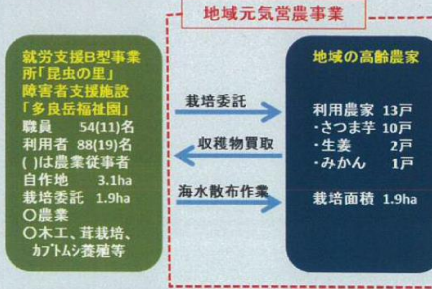 地域元気営農事業
就労支援B型事業
所「昆虫の里」
障害者支援施設
「多良岳福祉園」
職員 54(11)名
利用者 88(19)名
( )は農業従事者
自作地 3.1ha
栽培委託 1.9ha
○農業
○木工、茸栽培、
カブトムシ養殖等
栽培委託
収穫物買取
海水散布作業
地域の高齢農家
利用農家 13戸
・さつま芋 10戸
・生姜 2戸
・みかん 1戸
栽培面積 1.9ha